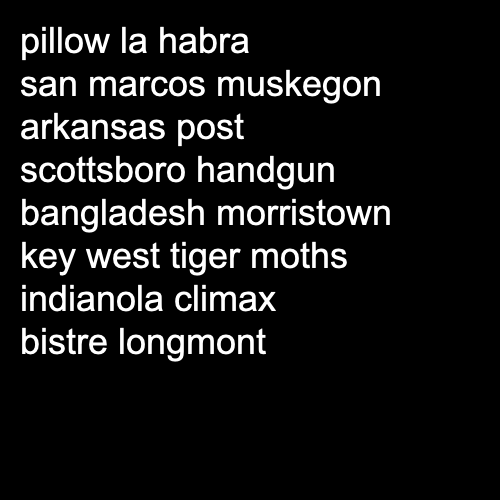 pillow la habra
san marcos muskegon
arkansas post
scottsboro handgun
bangladesh morristown
key west tiger moths
indianola climax
bistre longmont